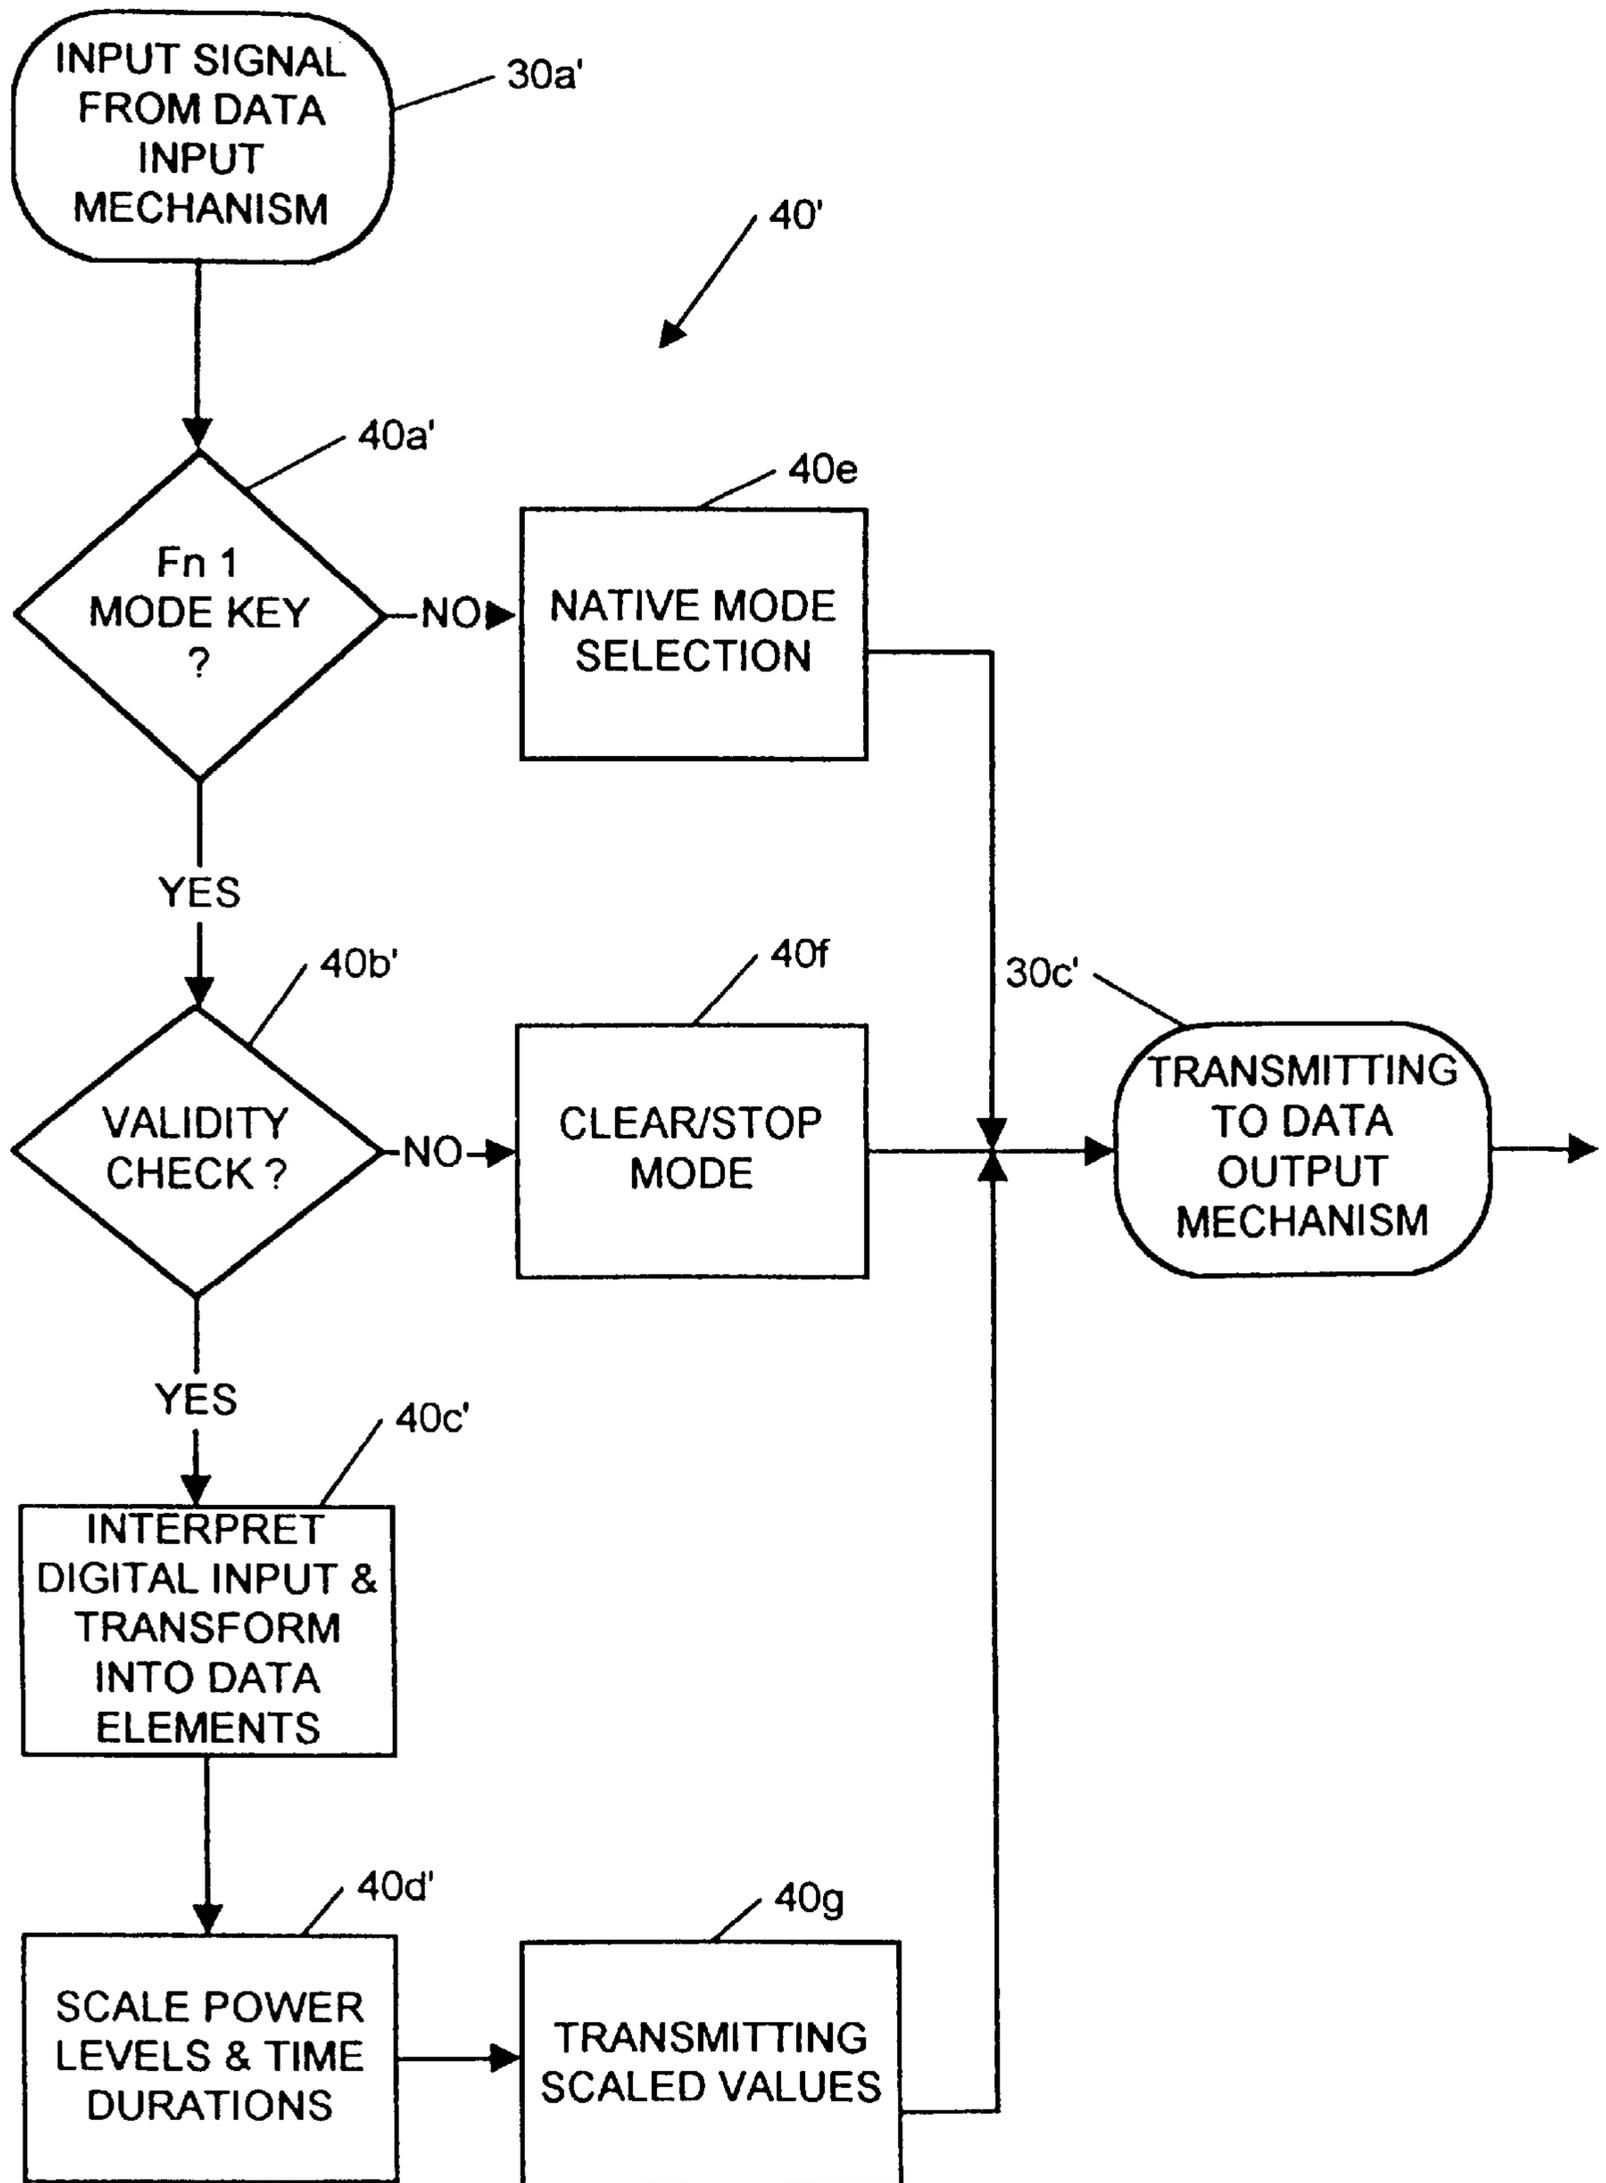 INPUT SIGNAL
FROM DATA
INPUT
MECHANISM
30a'
40'
40a'
Fn 1
MODE KEY
?
NO
40e
NATIVE MODE
SELECTION
YES
40b'
VALIDITY
CHECK ?
NO
40f
CLEAR/STOP
MODE
30c'
TRANSMITTING
TO DATA
OUTPUT
MECHANISM
YES
40c'
INTERPRET
DIGITAL INPUT &
TRANSFORM
INTO DATA
ELEMENTS
40d'
SCALE POWER
LEVELS & TIME
DURATIONS
40g
TRANSMITTING
SCALED VALUES